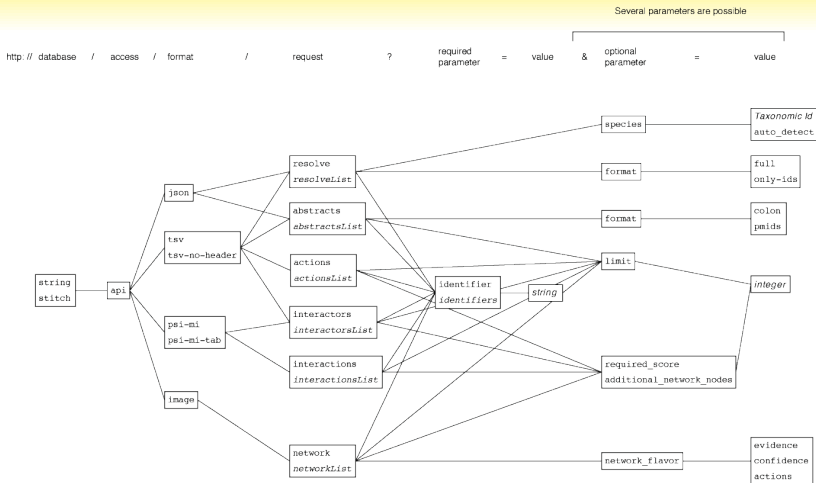 Several parameters are possible
http: // database / access / format / request ? required parameter = value & optional parameter = value
species
Taxonomic Id
auto_detect
resolve
resolveList
format
full
only-ids
json
abstracts
abstractsList
format
colon
pmids
tsv
tsv-no-header
actions
actionsList
limit
string
stitch
api
identifier
identifiers
string
integer
psi-mi
psi-mi-tab
interactors
interactorsList
interactions
interactionsList
required_score
additional_network_nodes
image
network
networkList
network_flavor
evidence
confidence
actions